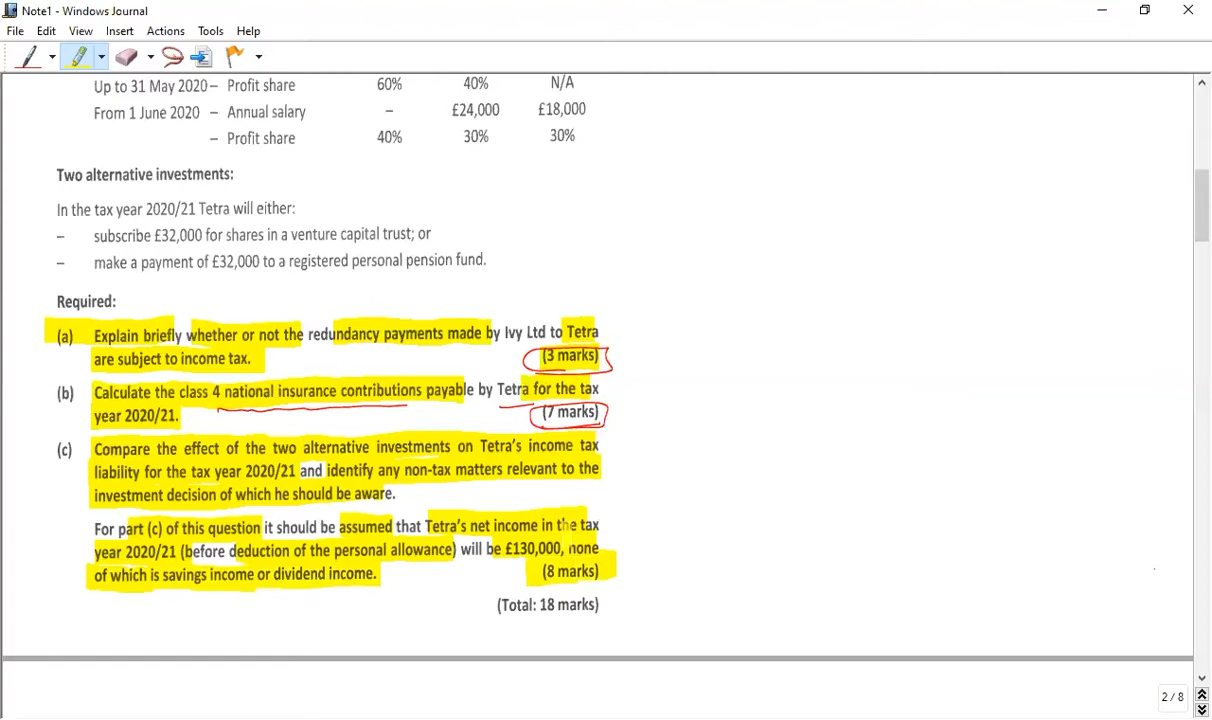 Note1 - Windows Journal
File Edit View Insert Actions Tools Help
Up to 31 May 2020 – Profit share 60% 40% N/A
From 1 June 2020 – Annual salary – £24,000 £18,000
– Profit share 40% 30% 30%
Two alternative investments:
In the tax year 2020/21 Tetra will either:
– subscribe £32,000 for shares in a venture capital trust; or
– make a payment of £32,000 to a registered personal pension fund.
Required:
(a) Explain briefly whether or not the redundancy payments made by Ivy Ltd to Tetra
are subject to income tax. (3 marks)
(b) Calculate the class 4 national insurance contributions payable by Tetra for the tax
year 2020/21. (7 marks)
(c) Compare the effect of the two alternative investments on Tetra's income tax
liability for the tax year 2020/21 and identify any non-tax matters relevant to the
investment decision of which he should be aware.
For part (c) of this question it should be assumed that Tetra's net income in the tax
year 2020/21 (before deduction of the personal allowance) will be £130,000, none
of which is savings income or dividend income. (8 marks)
(Total: 18 marks)
2 / 8